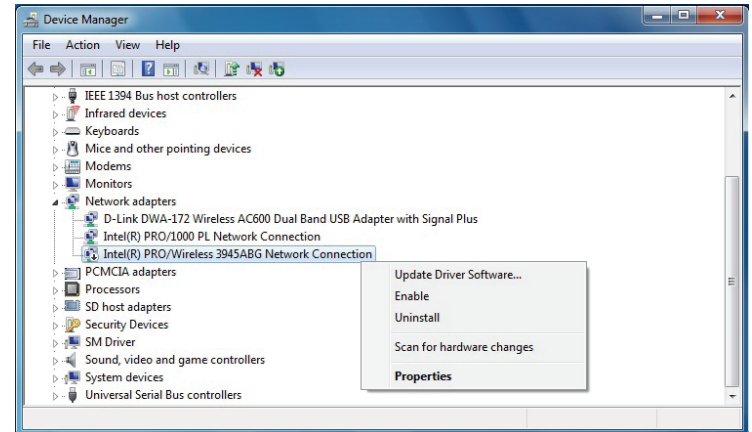 Device Manager
File Action View Help
IEEE 1394 Bus host controllers
Infrared devices
Keyboards
Mice and other pointing devices
Modems
Monitors
Network adapters
D-Link DWA-172 Wireless AC600 Dual Band USB Adapter with Signal Plus
Intel(R) PRO/1000 PL Network Connection
Intel(R) PRO/Wireless 3945ABG Network Connection
PCMCIA adapters
Processors
SD host adapters
Security Devices
SM Driver
Sound, video and game controllers
System devices
Universal Serial Bus controllers
Update Driver Software...
Enable
Uninstall
Scan for hardware changes
Properties